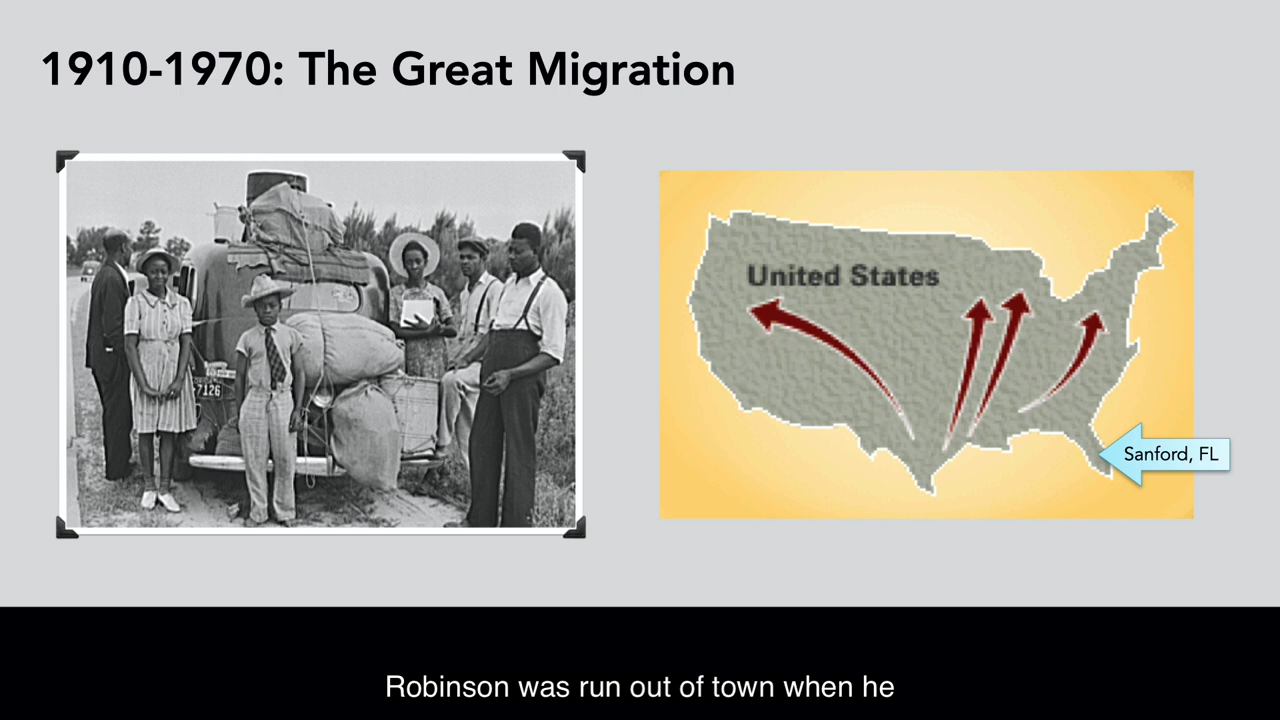 1910-1970: The Great Migration
7126
United States
Sanford, FL
Robinson was run out of town when he